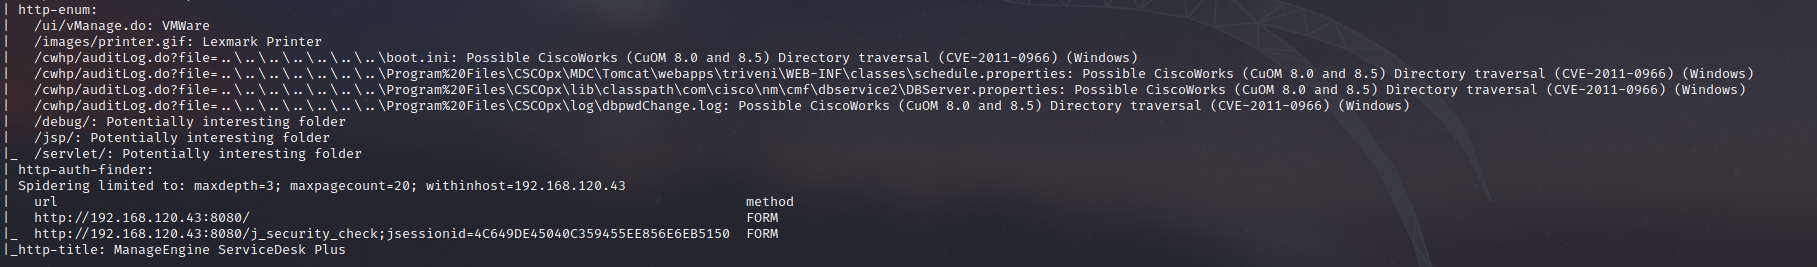 | http-enum:
|   /ui/vManage.do: VMWare
|   /images/printer.gif: Lexmark Printer
|   /cwhp/auditLog.do?file=..\..\..\..\..\..\..\boot.ini: Possible CiscoWorks (CuOM 8.0 and 8.5) Directory traversal (CVE-2011-0966) (Windows)
|   /cwhp/auditLog.do?file=..\..\..\..\..\..\..\Program%20Files\CSCOpx\MDC\Tomcat\webapps\triveni\WEB-INF\classes\schedule.properties: Possible CiscoWorks (CuOM 8.0 and 8.5) Directory traversal (CVE-2011-0966) (Windows)
|   /cwhp/auditLog.do?file=..\..\..\..\..\..\..\Program%20Files\CSCOpx\lib\classpath\com\cisco\nm\cmf\dbservice2\DBServer.properties: Possible CiscoWorks (CuOM 8.0 and 8.5) Directory traversal (CVE-2011-0966) (Windows)
|   /cwhp/auditLog.do?file=..\..\..\..\..\..\..\Program%20Files\CSCOpx\log\dbpwdChange.log: Possible CiscoWorks (CuOM 8.0 and 8.5) Directory traversal (CVE-2011-0966) (Windows)
|   /debug/: Potentially interesting folder
|   /jsp/: Potentially interesting folder
|_  /servlet/: Potentially interesting folder
| http-auth-finder:
| Spidering limited to: maxdepth=3; maxpagecount=20; withinhost=192.168.120.43
|   url                                                                                  method
|   http://192.168.120.43:8080/                                                          FORM
|_  http://192.168.120.43:8080/j_security_check;jsessionid=4C649DE45040C359455EE856E6EB5150  FORM
|_http-title: ManageEngine ServiceDesk Plus